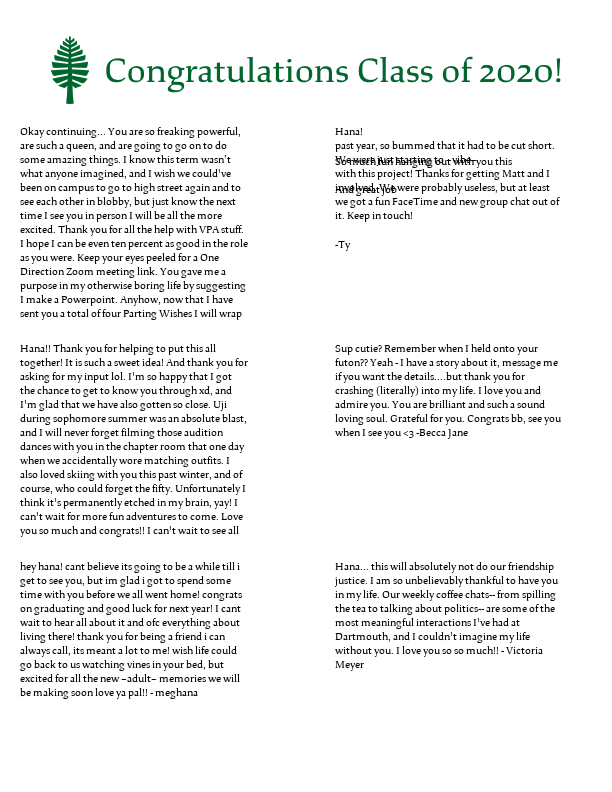 Congratulations Class of 2020!
Okay continuing... You are so freaking powerful,
are such a queen, and are going to go on to do
some amazing things. I know this term wasn't
what anyone imagined, and I wish we could've
been on campus to go to high street again and to
see each other in blobby, but just know the next
time I see you in person I will be all the more
excited. Thank you for all the help with VPA stuff.
I hope I can be even ten percent as good in the role
as you were. Keep your eyes peeled for a One
Direction Zoom meeting link. You gave me a
purpose in my otherwise boring life by suggesting
I make a Powerpoint. Anyhow, now that I have
sent you a total of four Parting Wishes I will wrap
Hana!
past year, so bummed that it had to be cut short.
We were just starting to ~vibe~
So much fun hanging out with you this
with this project! Thanks for getting Matt and I
And great job
involved. We were probably useless, but at least
we got a fun FaceTime and new group chat out of
it. Keep in touch!
-Ty
Hana!! Thank you for helping to put this all
together! It is such a sweet idea! And thank you for
asking for my input lol. I'm so happy that I got
the chance to get to know you through xd, and
I'm glad that we have also gotten so close. Uji
during sophomore summer was an absolute blast,
and I will never forget filming those audition
dances with you in the chapter room that one day
when we accidentally wore matching outfits. I
also loved skiing with you this past winter, and of
course, who could forget the fifty. Unfortunately I
think it's permanently etched in my brain, yay! I
can't wait for more fun adventures to come. Love
you so much and congrats!! I can't wait to see all
Sup cutie? Remember when I held onto your
futon?? Yeah - I have a story about it, message me
if you want the details....but thank you for
crashing (literally) into my life. I love you and
admire you. You are brilliant and such a sound
loving soul. Grateful for you. Congrats bb, see you
when I see you <3 -Becca Jane
hey hana! cant believe its going to be a while till i
get to see you, but im glad i got to spend some
time with you before we all went home! congrats
on graduating and good luck for next year! I cant
wait to hear all about it and ofc everything about
living there! thank you for being a friend i can
always call, its meant a lot to me! wish life could
go back to us watching vines in your bed, but
excited for all the new ~adult~ memories we will
be making soon love ya pal!! - meghana
Hana... this will absolutely not do our friendship
justice. I am so unbelievably thankful to have you
in my life. Our weekly coffee chats-- from spilling
the tea to talking about politics-- are some of the
most meaningful interactions I've had at
Dartmouth, and I couldn't imagine my life
without you. I love you so so much!! - Victoria
Meyer